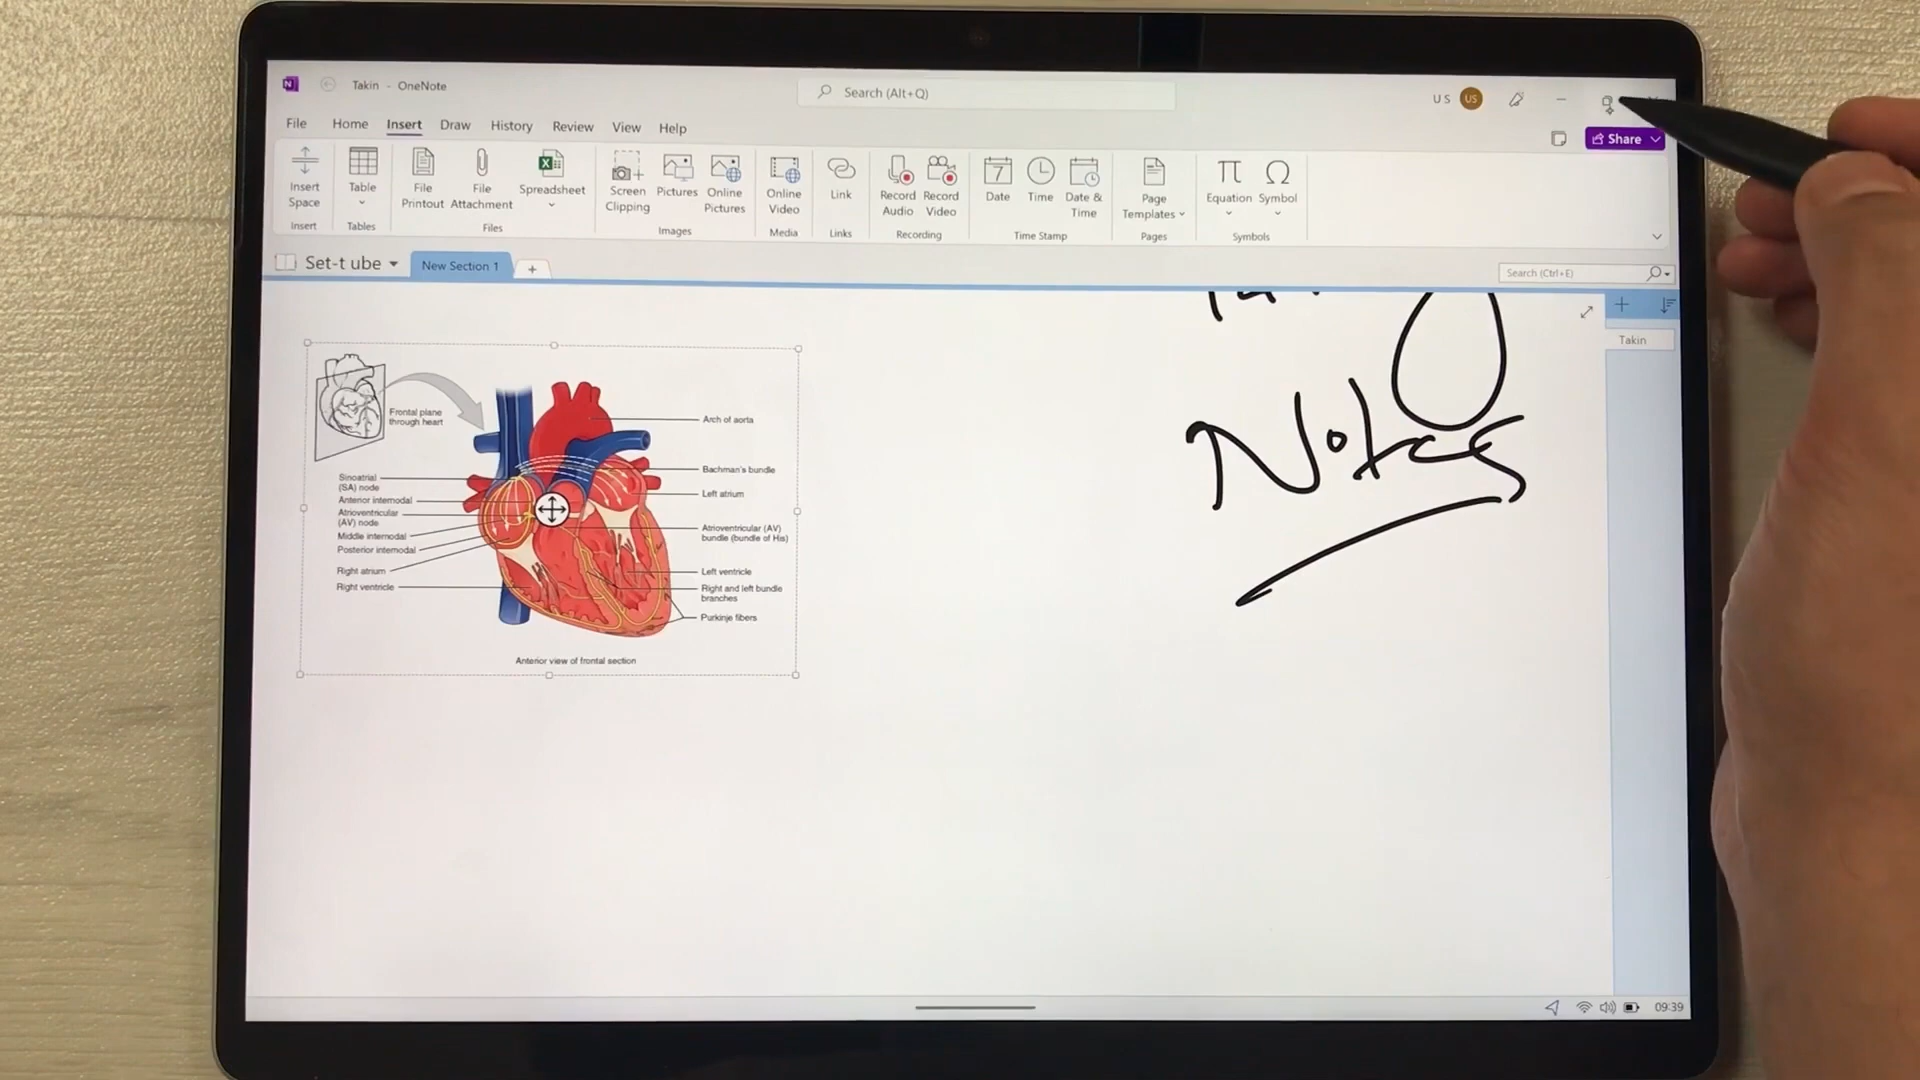 Takin - OneNote
Search (Alt+Q)
U S
US
File Home Insert Draw History Review View Help
Share
Insert Space
Table
File Printout
File Attachment
Spreadsheet
Screen Clipping
Pictures
Online Pictures
Online Video
Link
Record Audio
Record Video
7
Date
Time
Date & Time
Page Templates
π
Equation
Ω
Symbol
Insert
Tables
Files
Images
Media
Links
Recording
Time Stamp
Pages
Symbols
Set-t ube
New Section 1
Search (Ctrl+E)
Takin
Notes
Frontal plane
through heart
Sinoatrial
(SA) node
Anterior internodal
Atrioventricular
(AV) node
Middle internodal
Posterior internodal
Right atrium
Right ventricle
Arch of aorta
Bachman's bundle
Left atrium
Atrioventricular (AV)
bundle (bundle of His)
Left ventricle
Right and left bundle
branches
Purkinje fibers
Anterior view of frontal section
09:39